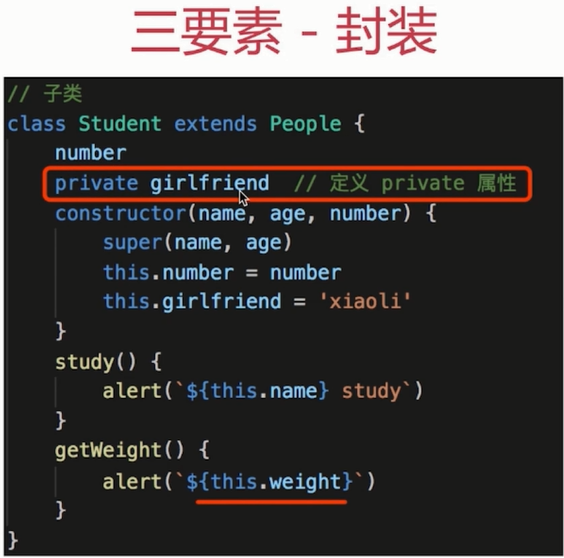 三要素 - 封装
// 子类
class Student extends People {
    number
    private girlfriend  // 定义 private 属性
    constructor(name, age, number) {
        super(name, age)
        this.number = number
        this.girlfriend = 'xiaoli'
    }
    study() {
        alert(`${this.name} study`)
    }
    getWeight() {
        alert(`${this.weight}`)
    }
}